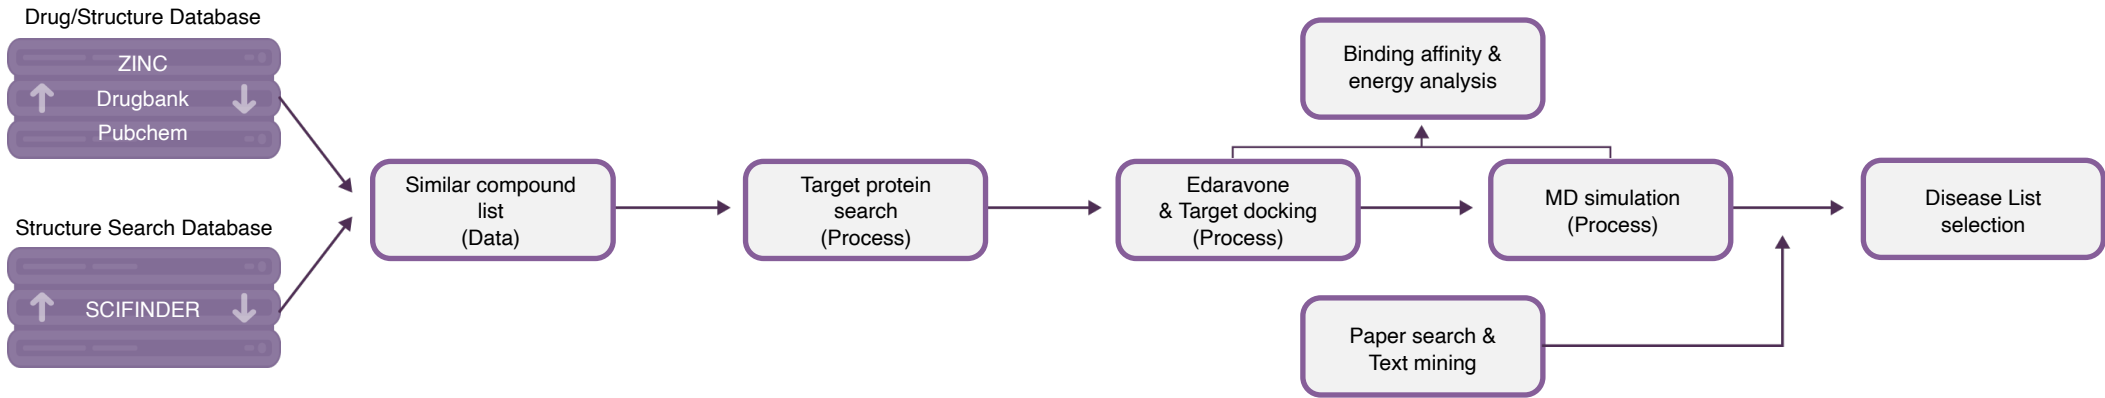 Drug/Structure Database
ZINC
Drugbank
Pubchem
Structure Search Database
SCIFINDER
Similar compound
list
(Data)
Target protein
search
(Process)
Edaravone
& Target docking
(Process)
Binding affinity &
energy analysis
MD simulation
(Process)
Paper search &
Text mining
Disease List
selection